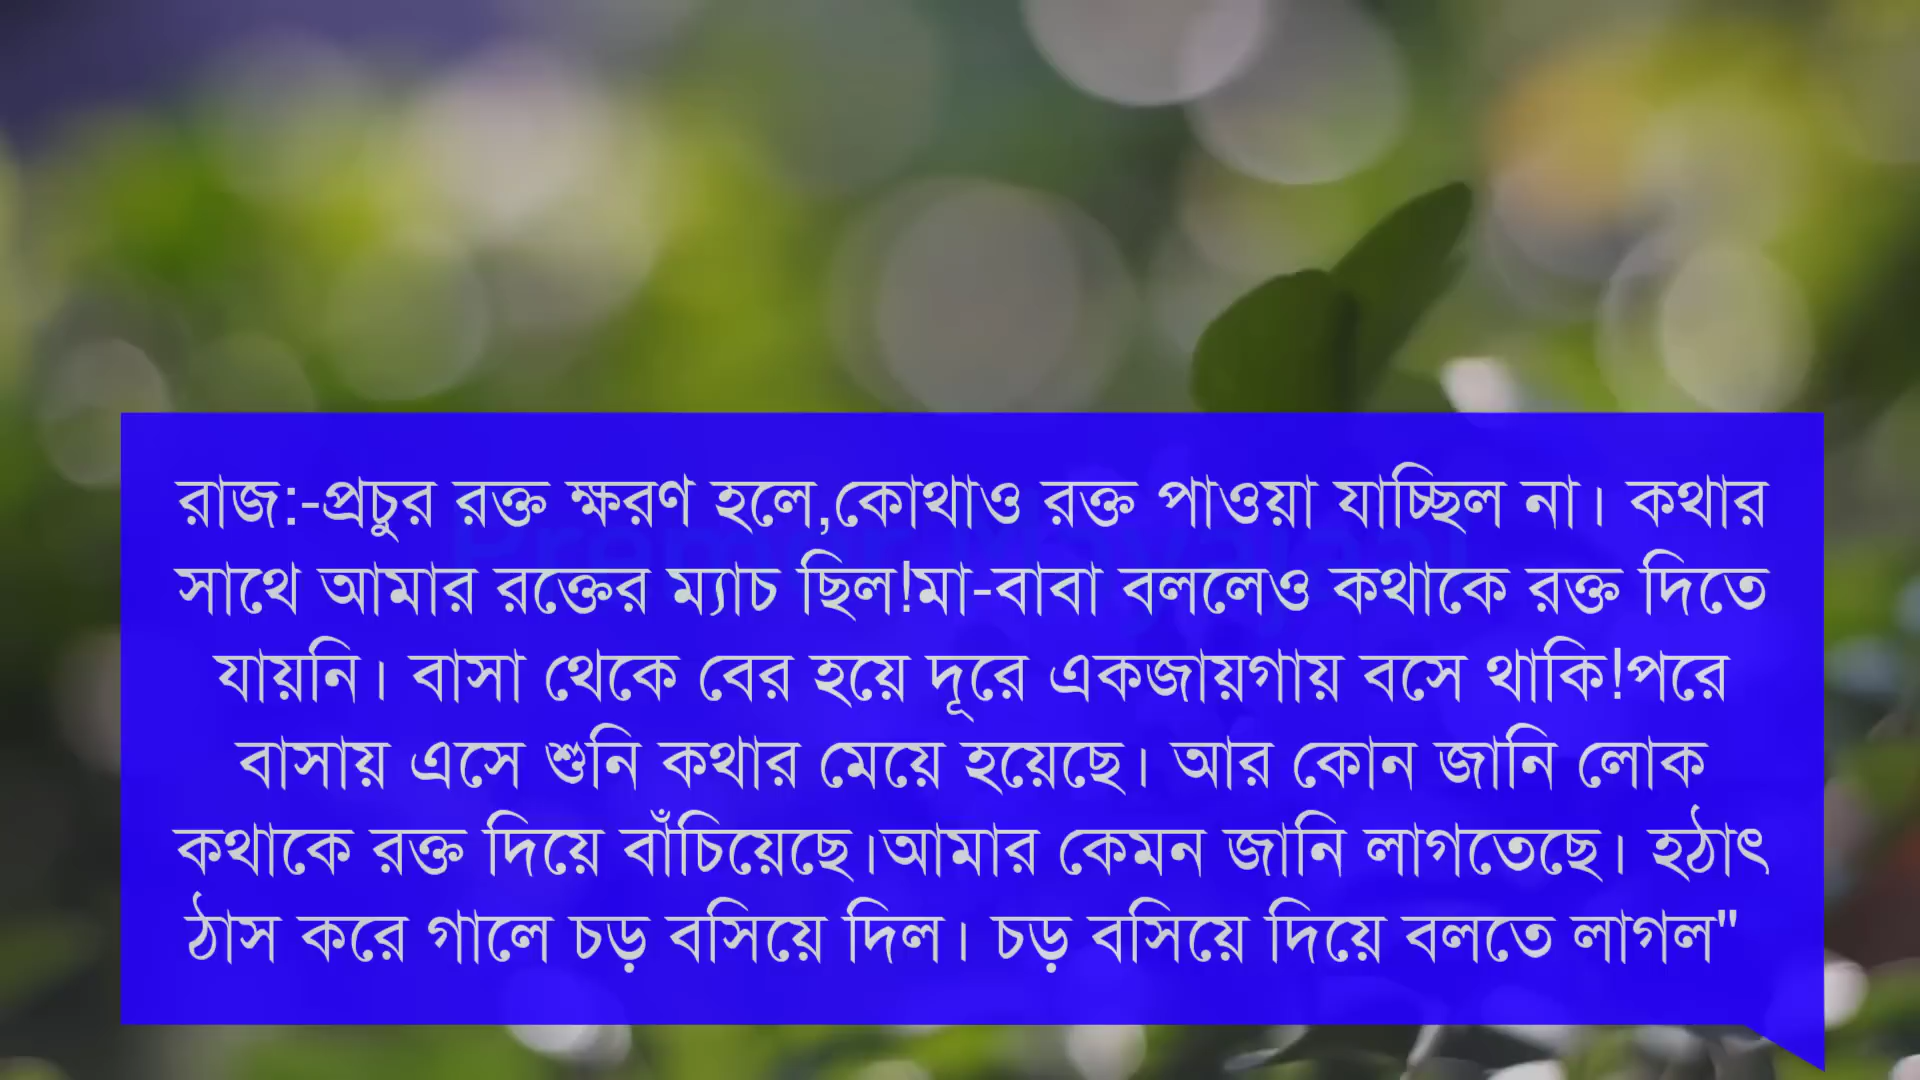 রাজ:-প্রচুর রক্ত ক্ষরণ হলে,কোথাও রক্ত পাওয়া যাচ্ছিল না। কথার
সাথে আমার রক্তের ম্যাচ ছিল!মা-বাবা বললেও কথাকে রক্ত দিতে
যায়নি। বাসা থেকে বের হয়ে দূরে একজায়গায় বসে থাকি!পরে
বাসায় এসে শুনি কথার মেয়ে হয়েছে। আর কোন জানি লোক
কথাকে রক্ত দিয়ে বাঁচিয়েছে।আমার কেমন জানি লাগতেছে। হঠাৎ
ঠাস করে গালে চড় বসিয়ে দিল। চড় বসিয়ে দিয়ে বলতে লাগল"